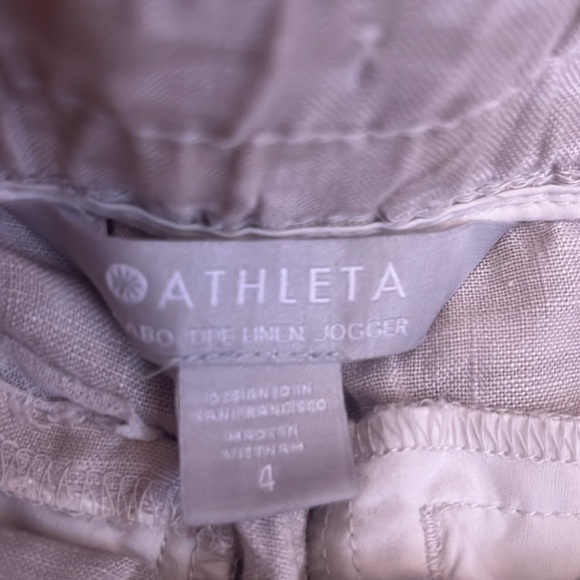 ATHLETA
LINEN JOGGER
DESIGNED IN
SAN FRANCISCO
MADE IN
VIETNAM
4